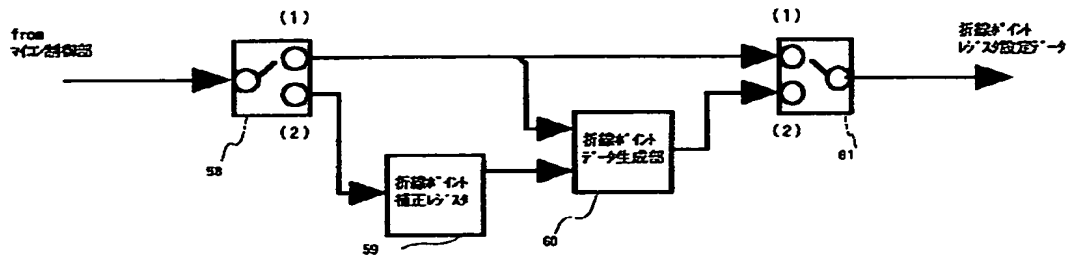 from
マイコン制御部
(1)
(2)
58
折線ポイント
補正レジスタ
59
折線ポイント
データ生成部
60
(1)
(2)
61
折線ポイント
レジスタ設定データ